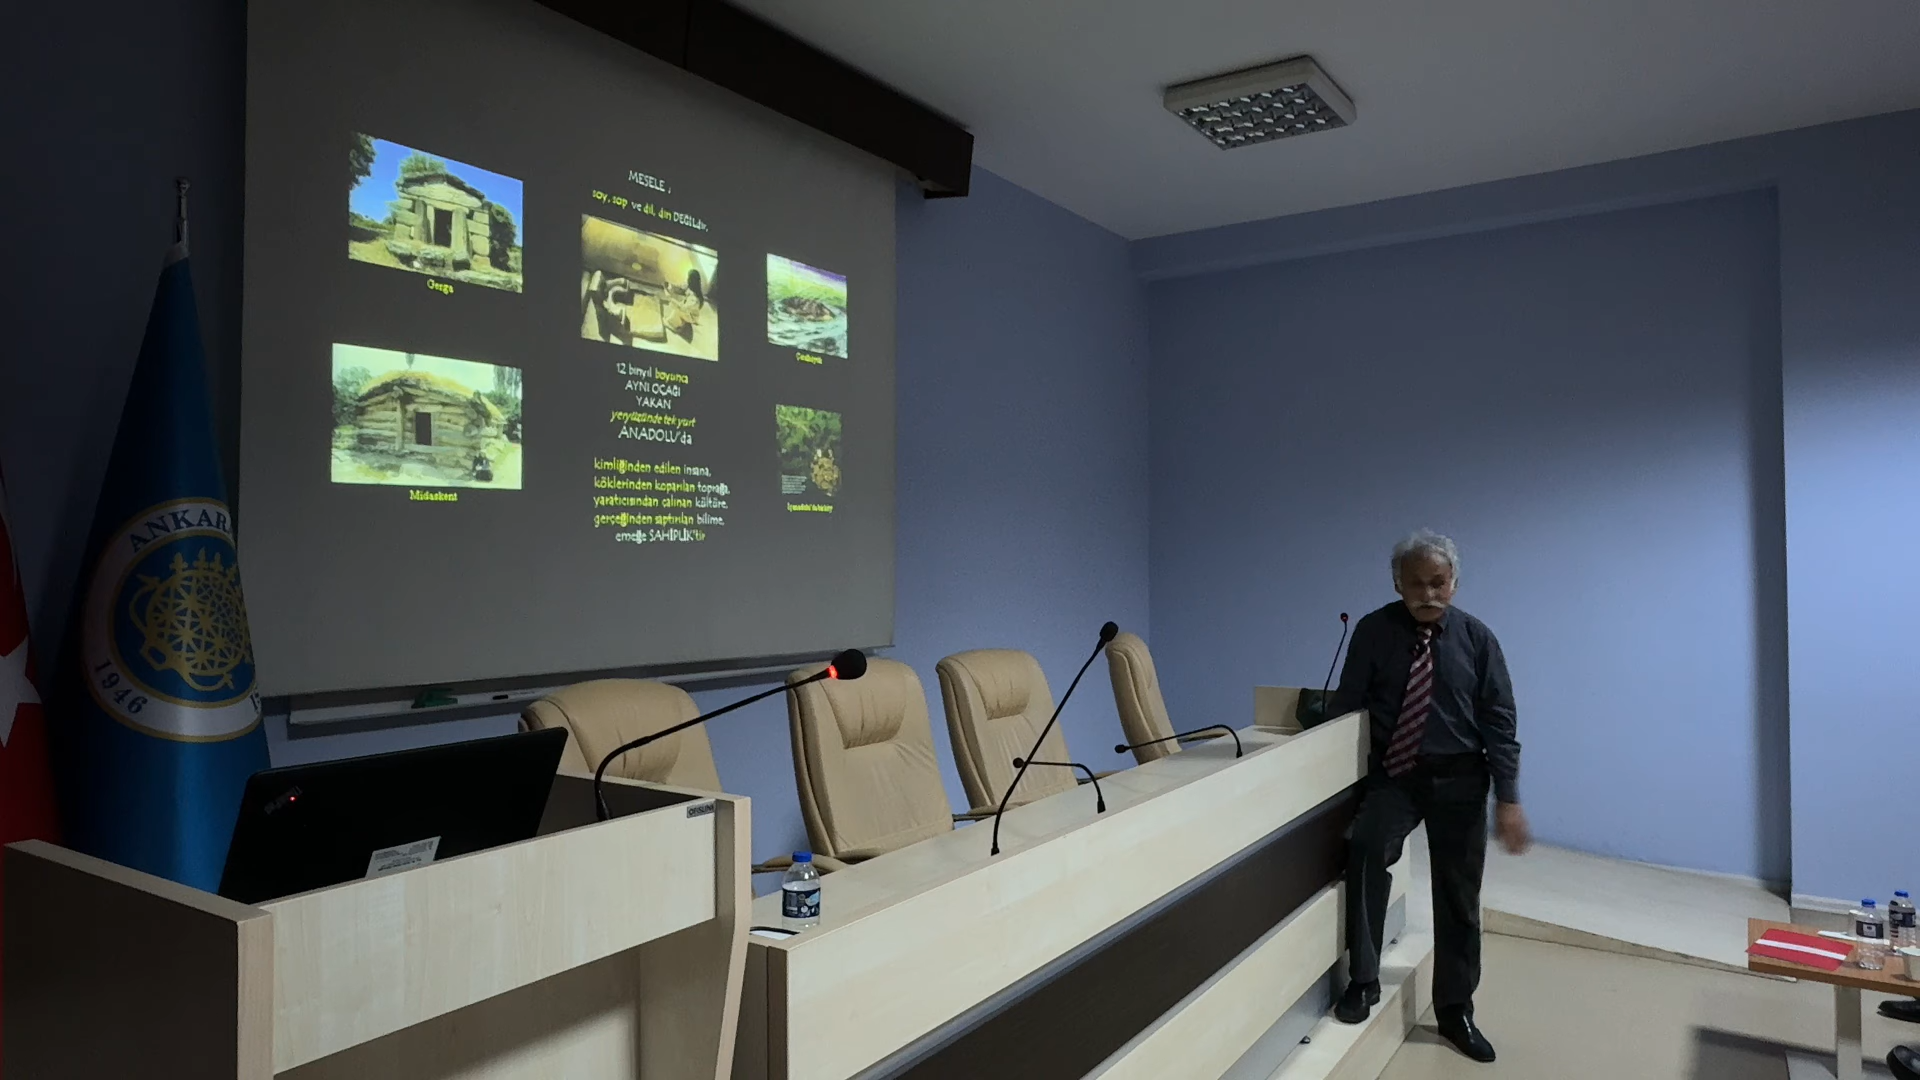 MESELE :
soy, sop ve dil, din DEĞİLdir.
Gerga
12 binyıl boyunca
AYNI OCAĞI
YAKAN
yeryüzünde tek yurt
ANADOLU'da
Midaskent
kimliğinden edilen insana,
köklerinden koparılan toprağa,
yaratıcısından çalınan kültüre,
gerçeğinden saptırılan bilime,
emeğe SAHİPLİK'tir
ANKARA
1946